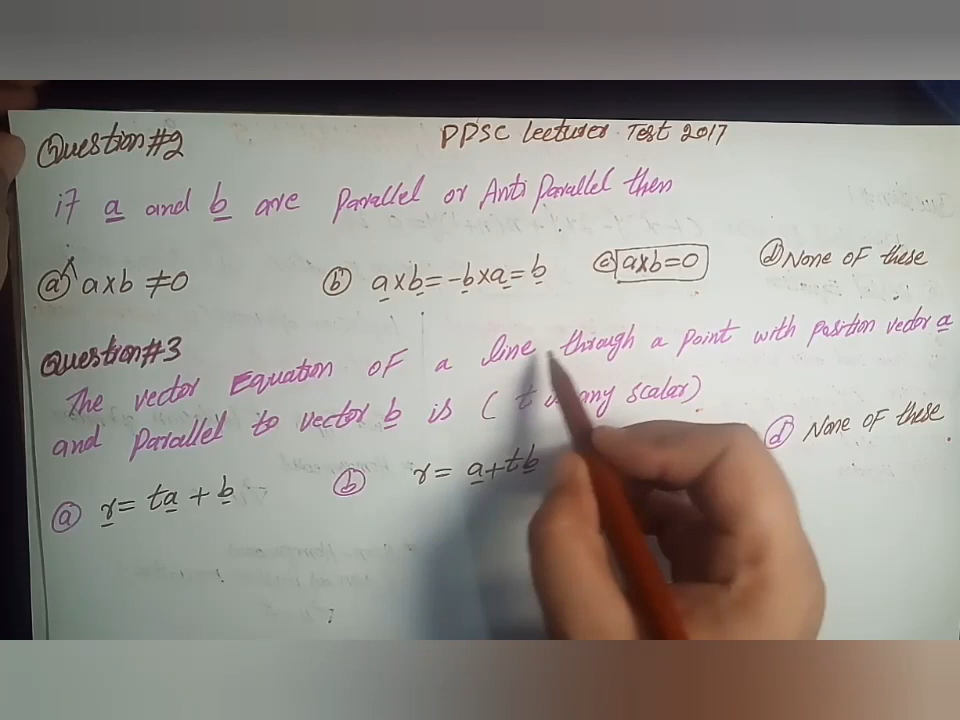 Question#2 PPSC Lecturer Test 2017
if a and b are Parallel or Anti Parallel then
(a) a×b ≠0 (b) a×b = -b×a = b (c) a×b = 0 (d) None of these
Question#3
The vector Equation of a line through a point with position vector a
and Parallel to vector b is ( t any scalar)
(a) r = ta + b (b) r = a+tb (d) None of these